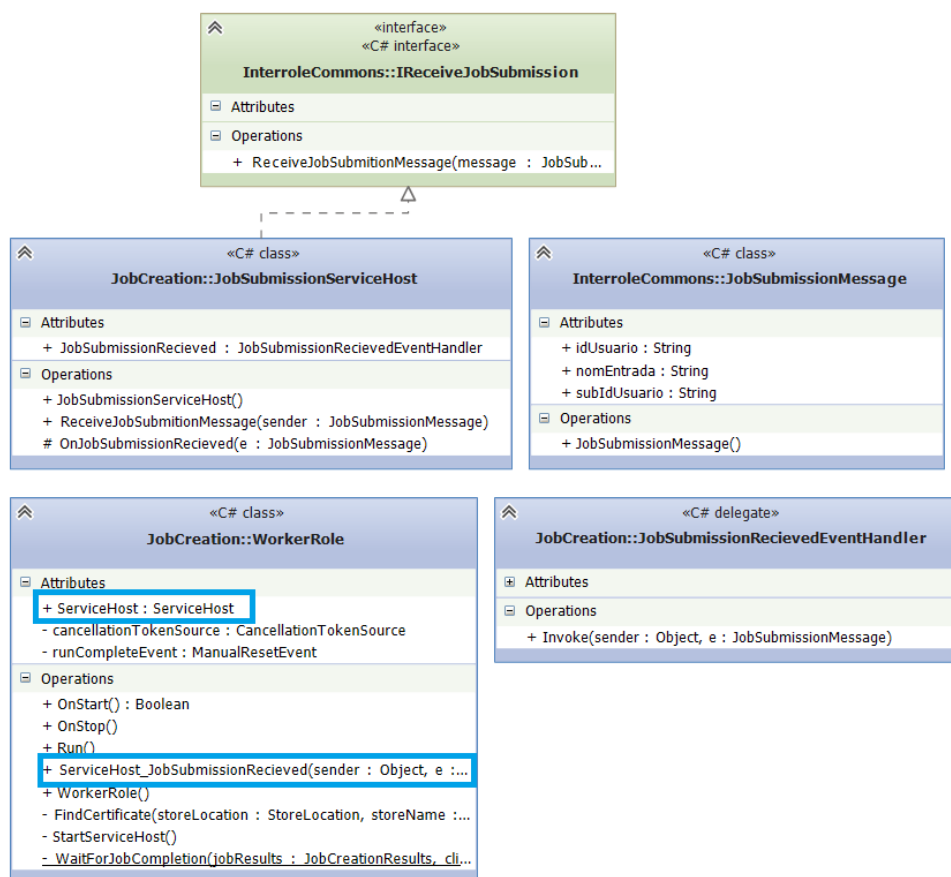 «interface»
«C# interface»
InterroleCommons::IReceiveJobSubmission
Attributes
Operations
+ ReceiveJobSubmitionMessage(message : JobSub...
«C# class»
JobCreation::JobSubmissionServiceHost
Attributes
+ JobSubmissionRecieved : JobSubmissionRecievedEventHandler
Operations
+ JobSubmissionServiceHost()
+ ReceiveJobSubmitionMessage(sender : JobSubmissionMessage)
# OnJobSubmissionRecieved(e : JobSubmissionMessage)
«C# class»
InterroleCommons::JobSubmissionMessage
Attributes
+ idUsuario : String
+ nomEntrada : String
+ subIdUsuario : String
Operations
+ JobSubmissionMessage()
«C# class»
JobCreation::WorkerRole
Attributes
+ ServiceHost : ServiceHost
- cancellationTokenSource : CancellationTokenSource
- runCompleteEvent : ManualResetEvent
Operations
+ OnStart() : Boolean
+ OnStop()
+ Run()
+ ServiceHost_JobSubmissionRecieved(sender : Object, e :...
+ WorkerRole()
- FindCertificate(storeLocation : StoreLocation, storeName :...
- StartServiceHost()
- WaitForJobCompletion(jobResults : JobCreationResults, cli...
«C# delegate»
JobCreation::JobSubmissionRecievedEventHandler
Attributes
Operations
+ Invoke(sender : Object, e : JobSubmissionMessage)